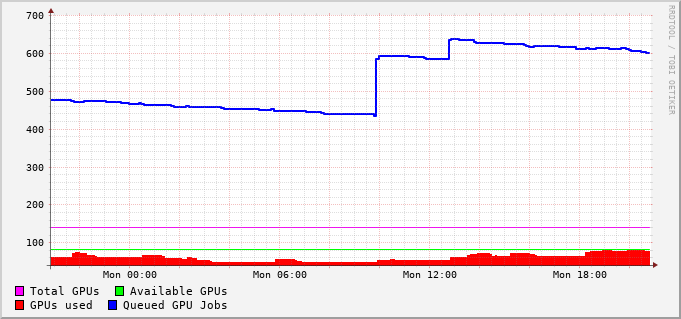 700
600
500
400
300
200
100
Mon 00:00 Mon 06:00 Mon 12:00 Mon 18:00
Total GPUs Available GPUs
GPUs used Queued GPU Jobs
RRDTOOL / TOBI OETIKER